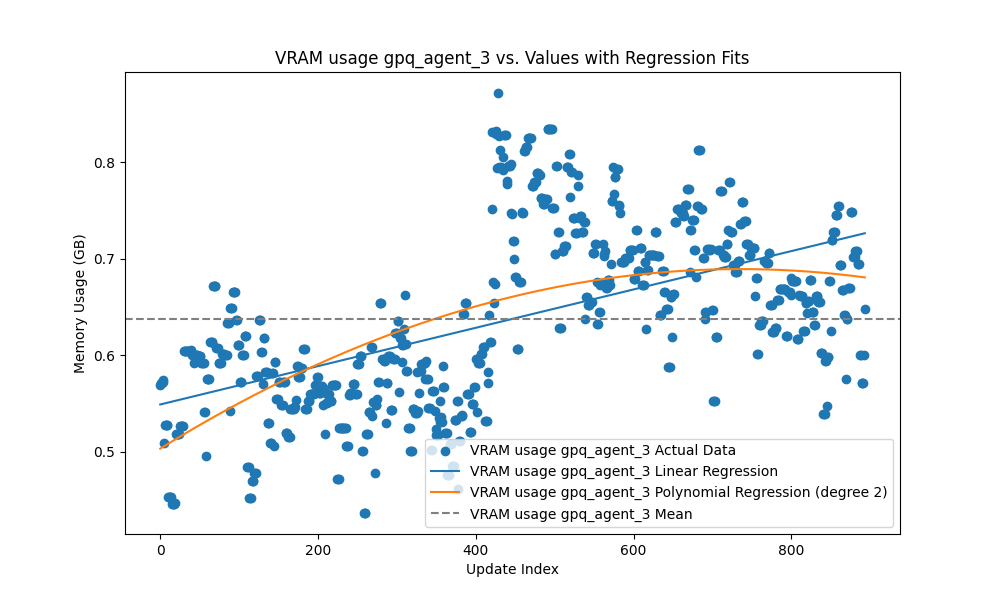 VRAM usage gpq_agent_3 vs. Values with Regression Fits
Memory Usage (GB)
0.8
0.7
0.6
0.5
VRAM usage gpq_agent_3 Actual Data
VRAM usage gpq_agent_3 Linear Regression
VRAM usage gpq_agent_3 Polynomial Regression (degree 2)
VRAM usage gpq_agent_3 Mean
0 200 400 600 800
Update Index